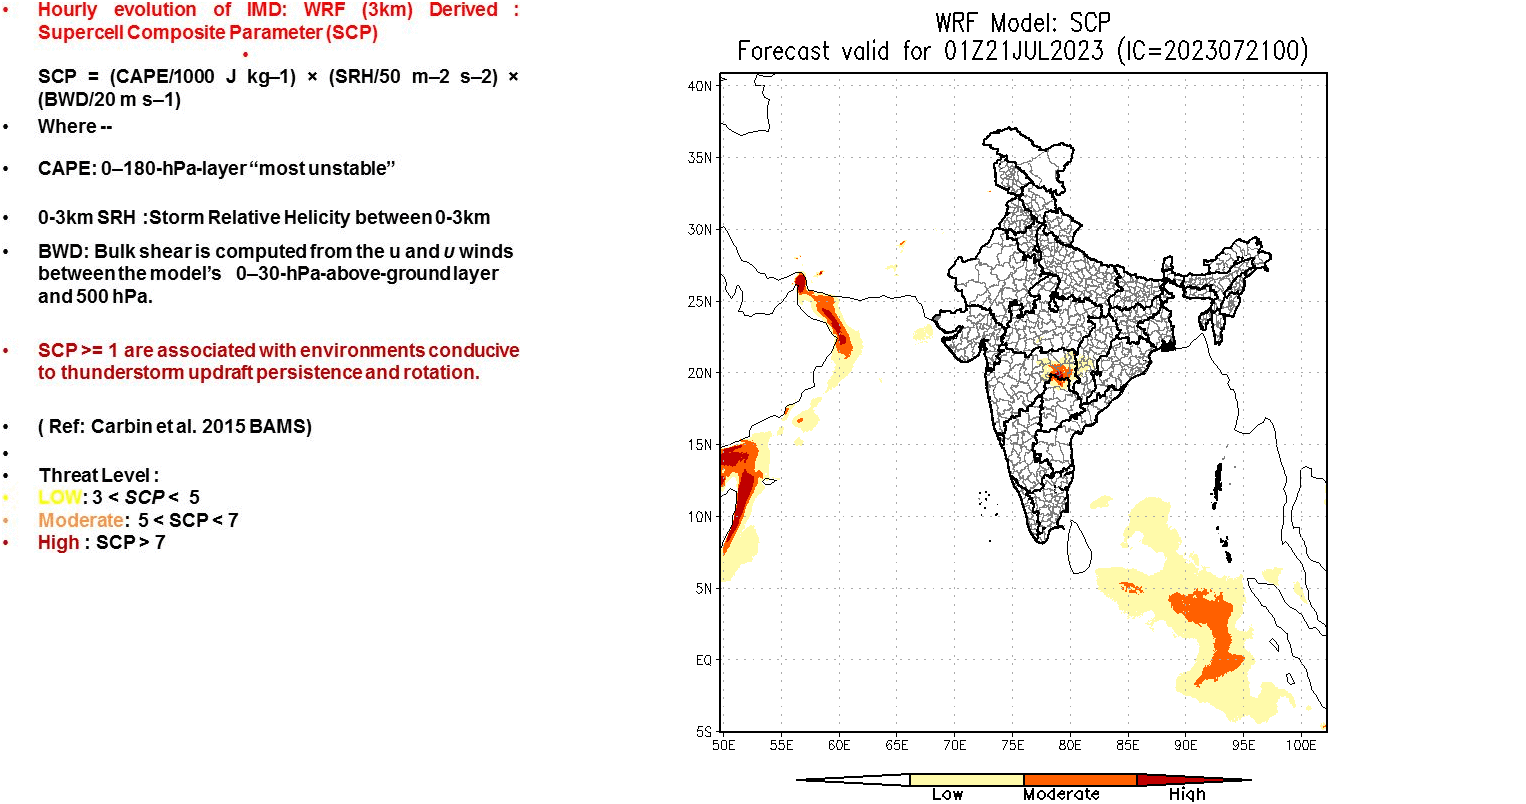 • Hourly evolution of IMD: WRF (3km) Derived :
Supercell Composite Parameter (SCP)
•
SCP = (CAPE/1000 J kg–1) × (SRH/50 m–2 s–2) ×
(BWD/20 m s–1)
• Where --
• CAPE: 0–180-hPa-layer “most unstable”
• 0-3km SRH :Storm Relative Helicity between 0-3km
• BWD: Bulk shear is computed from the u and υ winds
between the model’s 0–30-hPa-above-ground layer
and 500 hPa.
• SCP >= 1 are associated with environments conducive
to thunderstorm updraft persistence and rotation.
• ( Ref: Carbin et al. 2015 BAMS)
•
• Threat Level :
• LOW: 3 < SCP < 5
• Moderate: 5 < SCP < 7
• High : SCP > 7
WRF Model: SCP
Forecast valid for 01Z21JUL2023 (IC=2023072100)
40N
35N
30N
25N
20N
15N
10N
5N
EQ
5S
50E 55E 60E 65E 70E 75E 80E 85E 90E 95E 100E
Low Moderate High